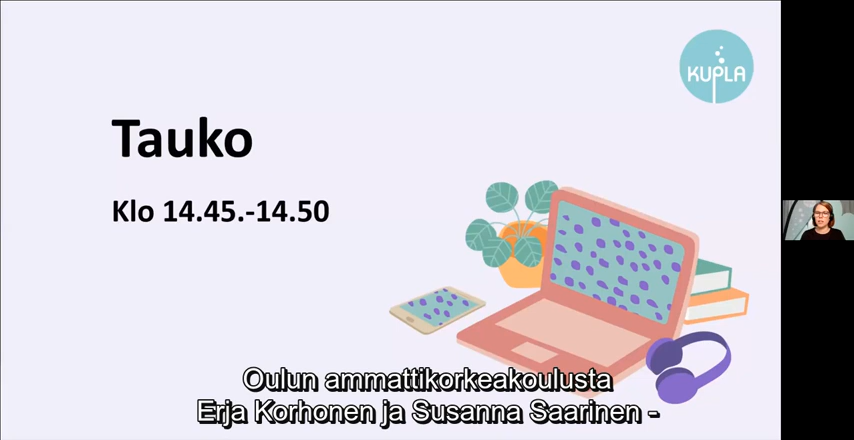 KUPLA
Tauko
Klo 14.45.-14.50
Oulun ammattikorkeakoulusta
Erja Korhonen ja Susanna Saarinen -